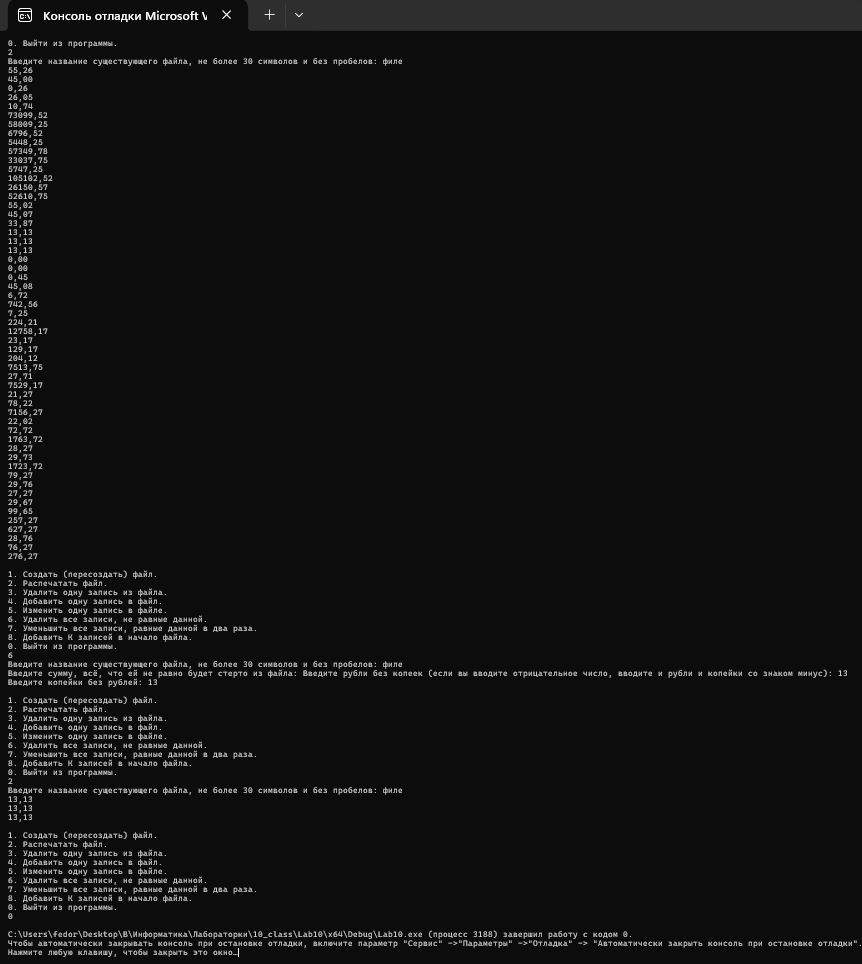 Консоль отладки Microsoft V
0. Выйти из программы.
2
Введите название существующего файла, не более 30 символов и без пробелов: филе
55,26
45,00
0,26
26,05
10,74
73099,52
58009,25
6796,52
5448,25
57349,78
33037,75
5747,25
105102,52
26150,57
52610,75
55,02
45,07
33,87
13,13
13,13
13,13
0,00
0,00
0,45
45,08
6,72
742,56
7,25
224,21
12758,17
23,17
129,17
204,12
7513,75
27,71
7529,17
21,27
78,22
7156,27
22,02
72,72
1763,72
28,27
29,73
1723,72
79,27
29,76
27,27
29,67
99,65
257,27
627,27
28,76
76,27
276,27
1. Создать (пересоздать) файл.
2. Распечатать файл.
3. Удалить одну запись из файла.
4. Добавить одну запись в файл.
5. Изменить одну запись в файле.
6. Удалить все записи, не равные данной.
7. Уменьшить все записи, равные данной в два раза.
8. Добавить К записей в начало файла.
0. Выйти из программы.
6
Введите название существующего файла, не более 30 символов и без пробелов: филе
Введите сумму, всё, что ей не равно будет стерто из файла: Введите рубли без копеек (если вы вводите отрицательное число, вводите и рубли и копейки со знаком минус): 13
Введите копейки без рублей: 13
1. Создать (пересоздать) файл.
2. Распечатать файл.
3. Удалить одну запись из файла.
4. Добавить одну запись в файл.
5. Изменить одну запись в файле.
6. Удалить все записи, не равные данной.
7. Уменьшить все записи, равные данной в два раза.
8. Добавить К записей в начало файла.
0. Выйти из программы.
2
Введите название существующего файла, не более 30 символов и без пробелов: филе
13,13
13,13
13,13
1. Создать (пересоздать) файл.
2. Распечатать файл.
3. Удалить одну запись из файла.
4. Добавить одну запись в файл.
5. Изменить одну запись в файле.
6. Удалить все записи, не равные данной.
7. Уменьшить все записи, равные данной в два раза.
8. Добавить К записей в начало файла.
0. Выйти из программы.
0
C:\Users\fedor\Desktop\В\Информатика\Лабораторки\10_class\Lab10\x64\Debug\Lab10.exe (процесс 3188) завершил работу с кодом 0.
Чтобы автоматически закрывать консоль при остановке отладки, включите параметр "Сервис" ->"Параметры" ->"Отладка" -> "Автоматически закрыть консоль при остановке отладки".
Нажмите любую клавишу, чтобы закрыть это окно…